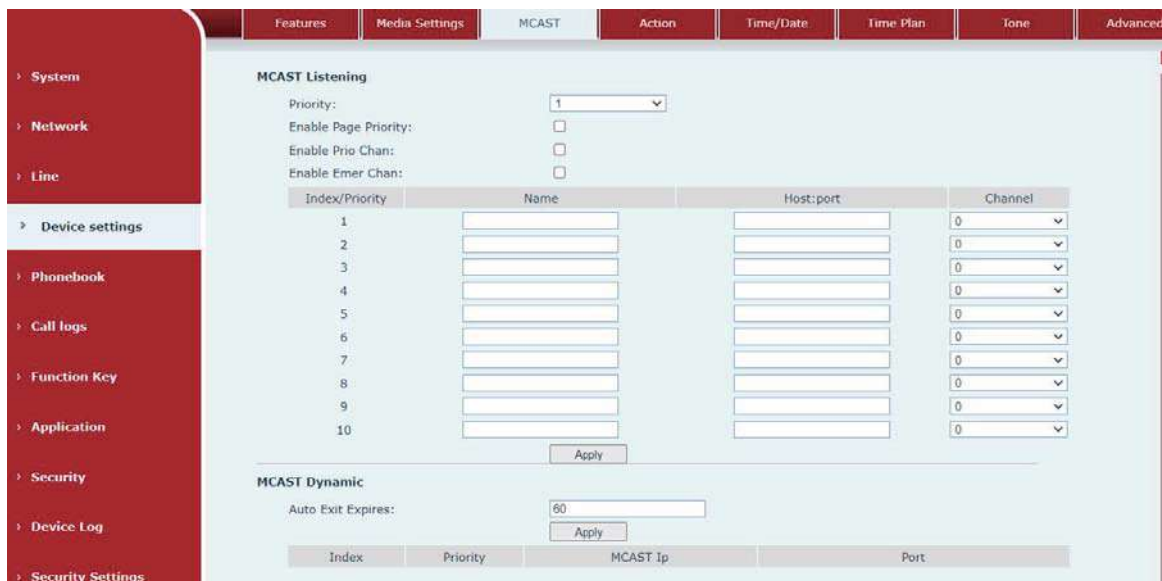 Features Media Settings MCAST Action Time/Date Time Plan Tone Advanced
› System
› Network
› Line
› Device settings
› Phonebook
› Call logs
› Function Key
› Application
› Security
› Device Log
› Security Settings
MCAST Listening
Priority: 1
Enable Page Priority:
Enable Prio Chan:
Enable Emer Chan:
Index/Priority Name Host:port Channel
1 0
2 0
3 0
4 0
5 0
6 0
7 0
8 0
9 0
10 0
Apply
MCAST Dynamic
Auto Exit Expires: 60
Apply
Index Priority MCAST Ip Port